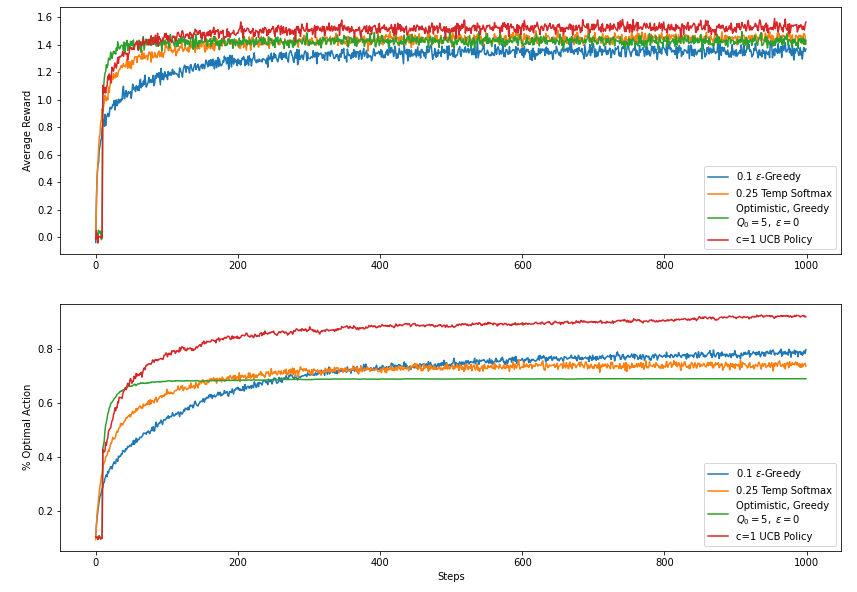 1.6
1.4
1.2
1.0
0.8
0.6
0.4
0.2
0.0
Average Reward
0.1 ε-Greedy
0.25 Temp Softmax
Optimistic, Greedy
Q₀ = 5, ε = 0
c=1 UCB Policy
0 200 400 600 800 1000
0.8
0.6
0.4
0.2
% Optimal Action
0.1 ε-Greedy
0.25 Temp Softmax
Optimistic, Greedy
Q₀ = 5, ε = 0
c=1 UCB Policy
0 200 400 600 800 1000
Steps